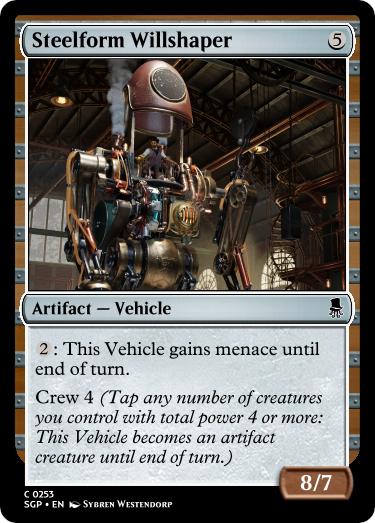 Steelform Willshaper 5
Artifact — Vehicle
2: This Vehicle gains menace until
end of turn.
Crew 4 (Tap any number of creatures
you control with total power 4 or more:
This Vehicle becomes an artifact
creature until end of turn.)
8/7
C 0253
SGP • EN Sybren Westendorp